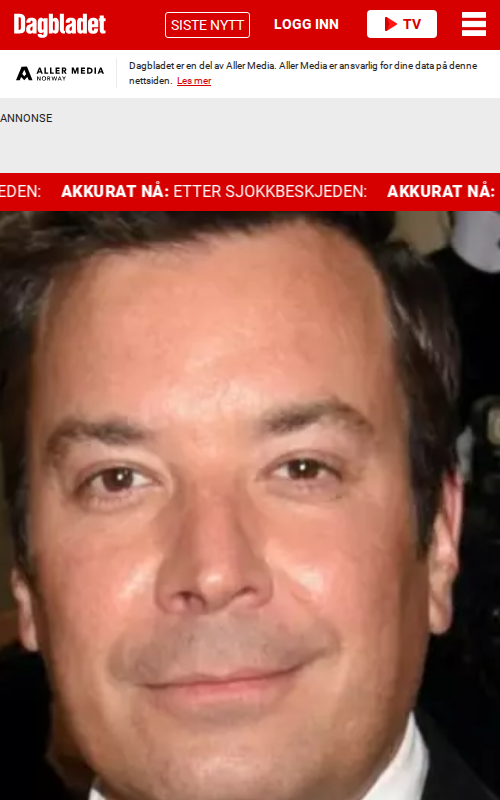 Dagbladet
SISTE NYTT
LOGG INN
TV
ALLER MEDIA
NORWAY
Dagbladet er en del av Aller Media. Aller Media er ansvarlig for dine data på denne
nettsiden. Les mer
ANNONSE
EDEN: AKKURAT NÅ: ETTER SJOKKBESKJEDEN: AKKURAT NÅ: